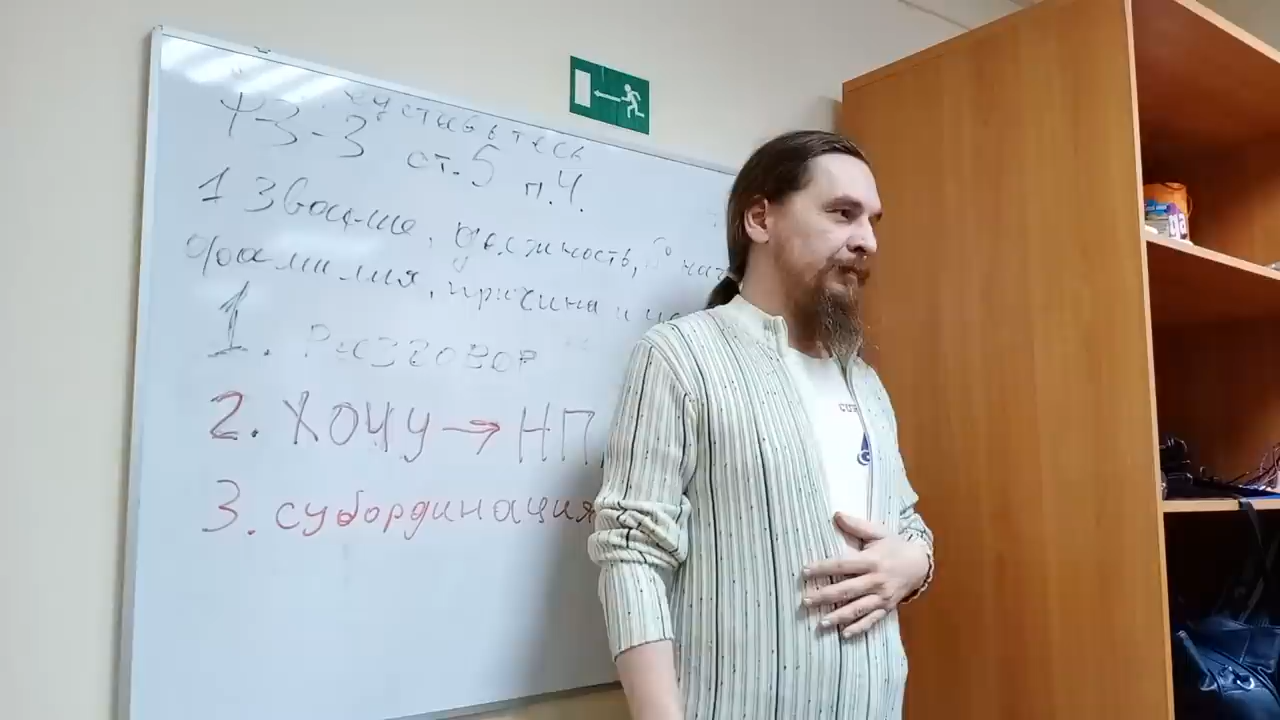 ФЗ-3 ст.5 п.4.
1 Звание, должность,
фамилия, причина и
1. Разговор
2. ХОЧУ → НП
3. субординация